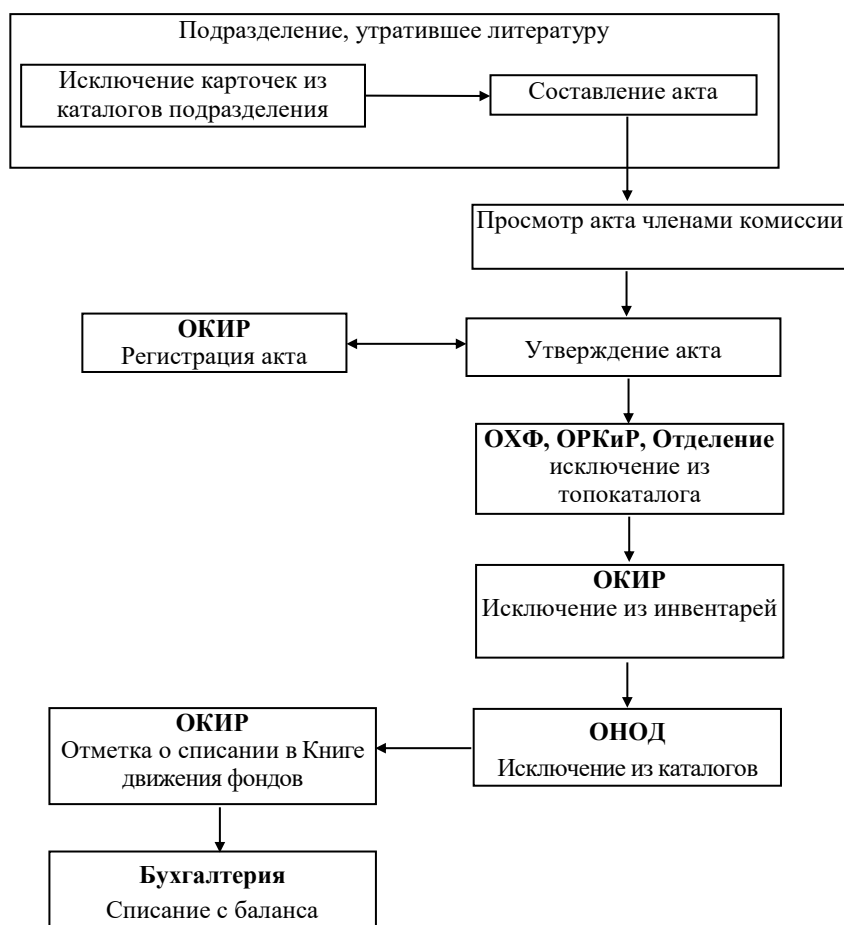 Подразделение, утратившее литературу
Исключение карточек из
каталогов подразделения
Составление акта
Просмотр акта членами комиссии
ОКИР
Регистрация акта
Утверждение акта
ОХФ, ОРКиР, Отделение
исключение из
топокаталога
ОКИР
Исключение из инвентарей
ОКИР
Отметка о списании в Книге
движения фондов
ОНОД
Исключение из каталогов
Бухгалтерия
Списание с баланса